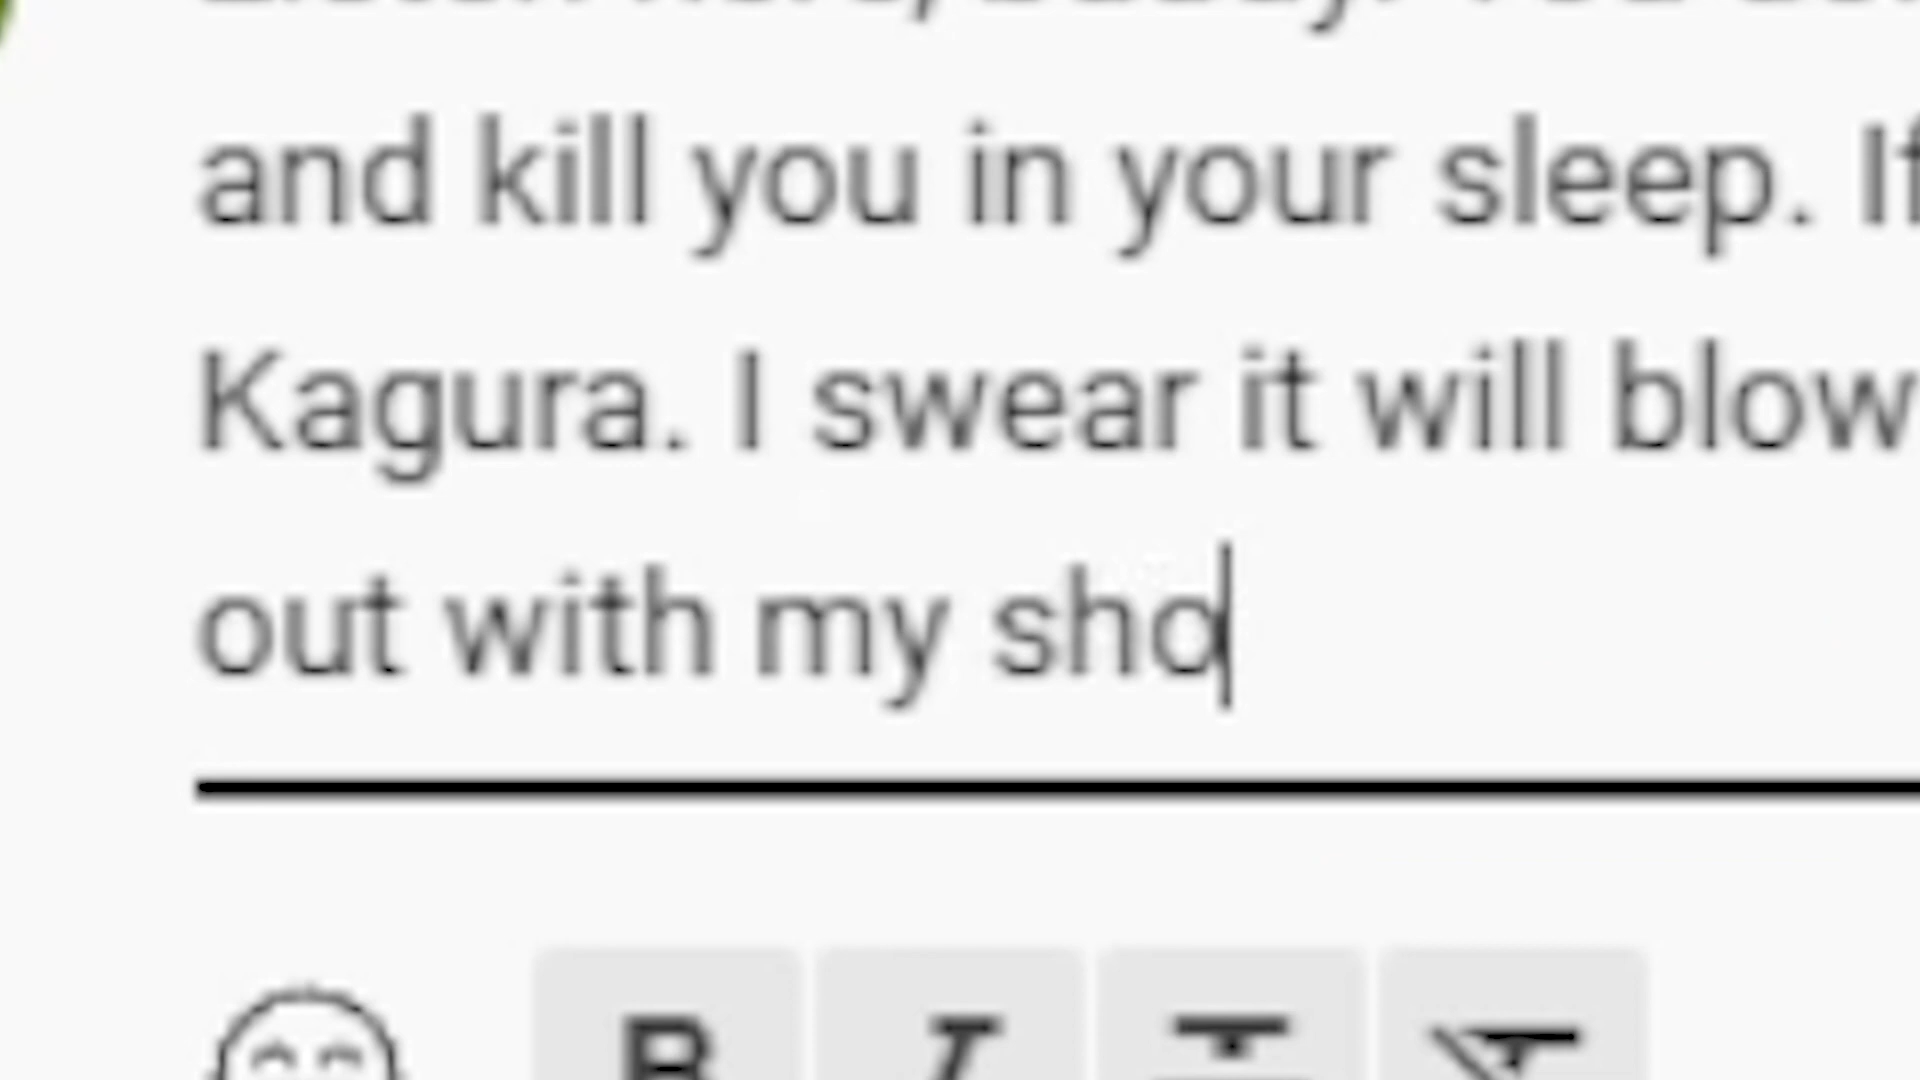 and kill you in your sleep. If
Kagura. I swear it will blow
out with my sho
B I